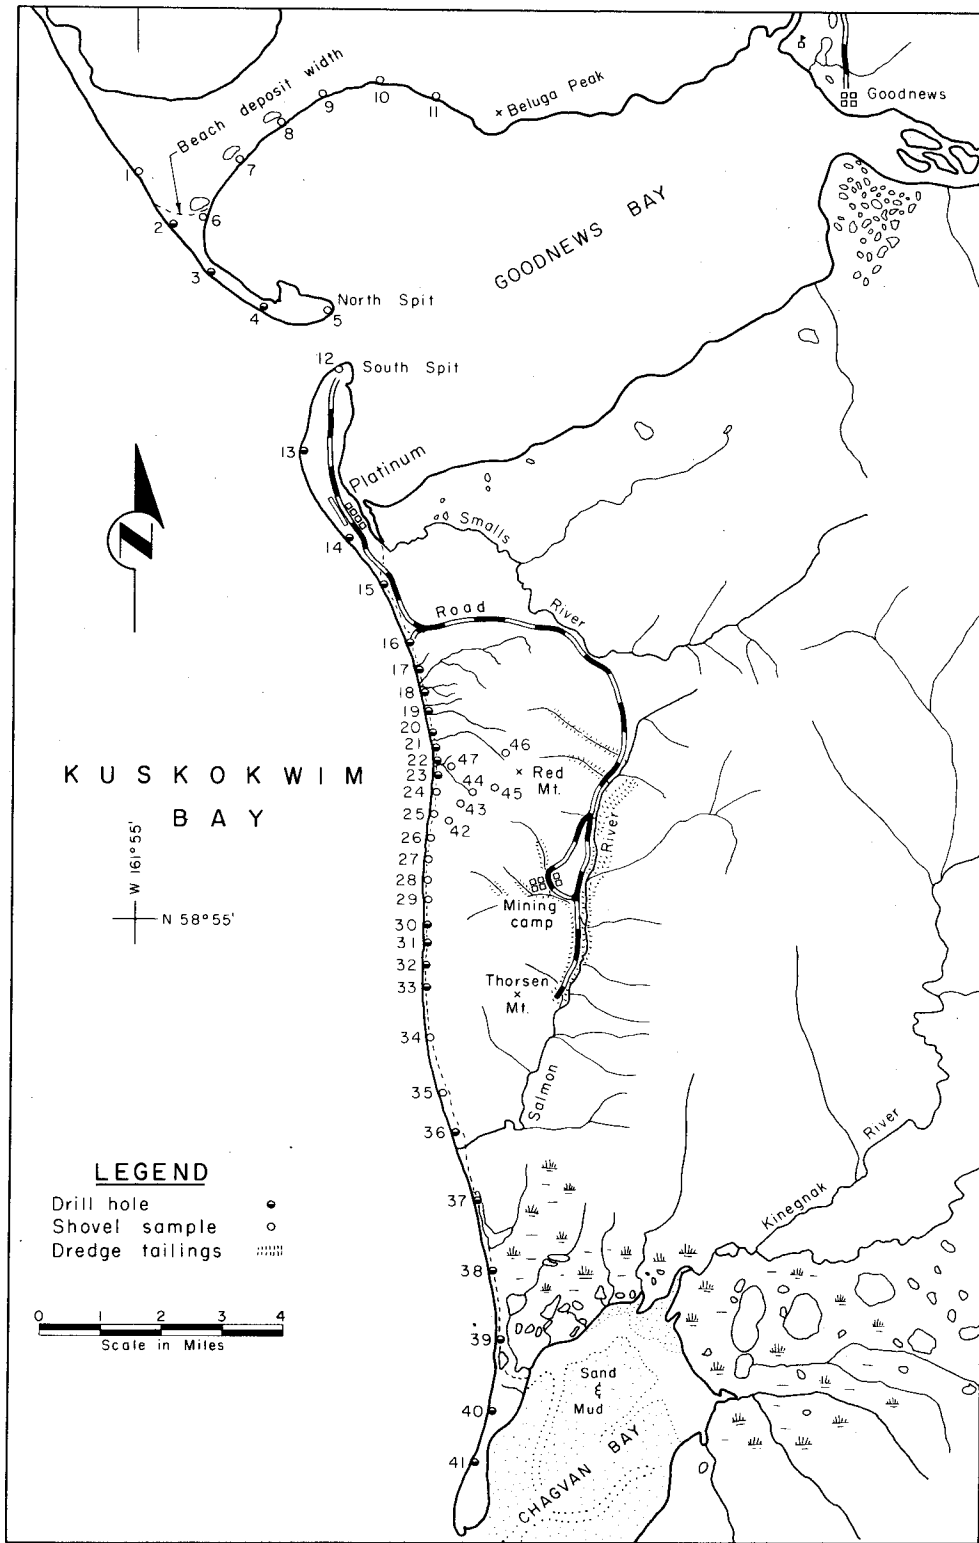 Beach deposit width
10
9
11
8
Beluga Peak
Goodnews
7
1
6
2
GOODNEWS BAY
3
North Spit
4
5
12
South Spit
13
Platinum
Smalls
14
15
Road
River
16
17
18
19
20
21
46
22
47
KUSKOKWIM
BAY
23
44
Red
Mt.
24
45
43
25
42
River
26
W 161°55'
27
28
29
Mining
camp
N 58°55'
30
31
32
Thorsen
Mt.
33
34
Salmon
35
River
36
Kinegnak
LEGEND
Drill hole
Shovel sample
Dredge tailings
37
38
0 1 2 3 4
Scale in Miles
39
Sand
&
Mud
40
CHAGVAN BAY
41